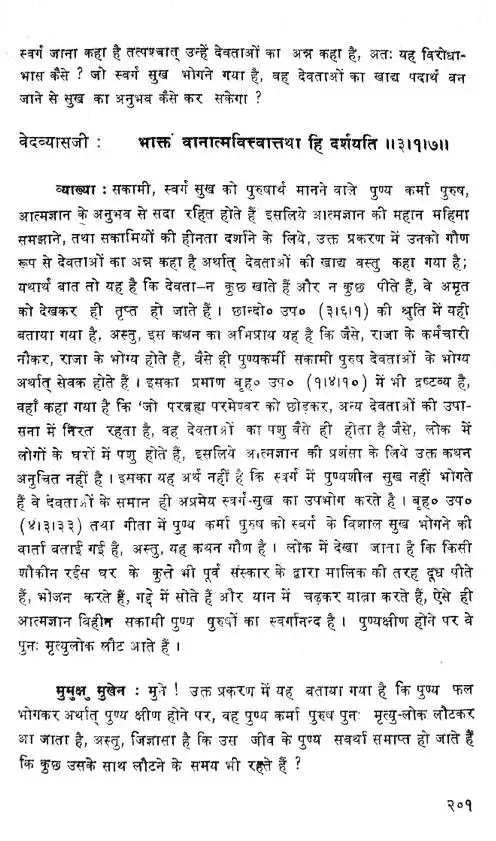 स्वर्ग जाना कहा है तत्पश्चात् उन्हें देवताओं का अन्न कहा है, अतः यह विरोधा-
भास कैसे ? जो स्वर्ग सुख भोगने गया है, वह देवताओं का खाद्य पदार्थ बन
जाने से सुख का अनुभव कैसे कर सकेगा ?
वेदव्यासजी : भाक्तं वानात्मवित्त्वात्तथा हि दर्शयति ॥३।१।७॥
व्याख्या : सकामी, स्वर्ग सुख को पुरुषार्थ मानने वाले पुण्य कर्मा पुरुष,
आत्मज्ञान के अनुभव से सदा रहित होते हैं इसलिये आत्मज्ञान की महान महिमा
समझाने, तथा सकामियों की हीनता दर्शाने के लिये, उक्त प्रकरण में उनको गौण
रूप से देवताओं का अन्न कहा है अर्थात् देवताओं की खाद्य वस्तु कहा गया है;
यथार्थ बात तो यह है कि देवता–न कुछ खाते हैं और न कुछ पीते हैं, वे अमृत
को देखकर ही तृप्त हो जाते हैं । छान्दो० उप० (३।६।१) की श्रुति में यही
बताया गया है, अस्तु, इस कथन का अभिप्राय यह है कि जैसे, राजा के कर्मचारी
नौकर, राजा के भोग्य होते हैं, वैसे ही पुण्यकर्मी सकामी पुरुष देवताओं के भोग्य
अर्थात् सेवक होते हैं । इसका प्रमाण बृह० उप० (१।४।१०) में भी द्रष्टव्य है,
वहाँ कहा गया है कि 'जो परब्रह्म परमेश्वर को छोड़कर, अन्य देवताओं की उपा-
सना में निरत रहता है, वह देवताओं का पशु वैसे ही होता है जैसे, लोक में
लोगों के घरों में पशु होते हैं, इसलिये आत्मज्ञान की प्रशंसा के लिये उक्त कथन
अनुचित नहीं है । इसका यह अर्थ नहीं है कि स्वर्ग में पुण्यशील सुख नहीं भोगते
हैं वे देवताओं के समान ही अप्रमेय स्वर्ग-सुख का उपभोग करते है । बृह० उप०
(४।३।३३) तथा गीता में पुण्य कर्मा पुरुष को स्वर्ग के विशाल सुख भोगने की
वार्ता बताई गई है, अस्तु, यह कथन गौण है । लोक में देखा जाना है कि किसी
शौकीन रईस घर के कुत्ते भी पूर्व संस्कार के द्वारा मालिक की तरह दूध पीते
हैं, भोजन करते हैं, गद्दे में सोते हैं और यान में चढ़कर यात्रा करते हैं, ऐसे ही
आत्मज्ञान विहीन सकामी पुण्य पुरुषों का स्वर्गानन्द है । पुण्यक्षीण होने पर वे
पुनः मृत्युलोक लौट आते हैं ।
मुमुक्षु मुखेन : मुने ! उक्त प्रकरण में यह बताया गया है कि पुण्य फल
भोगकर अर्थात् पुण्य क्षीण होने पर, वह पुण्य कर्मा पुरुष पुनः मृत्यु-लोक लौटकर
आ जाता है, अस्तु, जिज्ञासा है कि उस जीव के पुण्य सर्वथा समाप्त हो जाते हैं
कि कुछ उसके साथ लौटने के समय भी रहते हैं ?
२०१